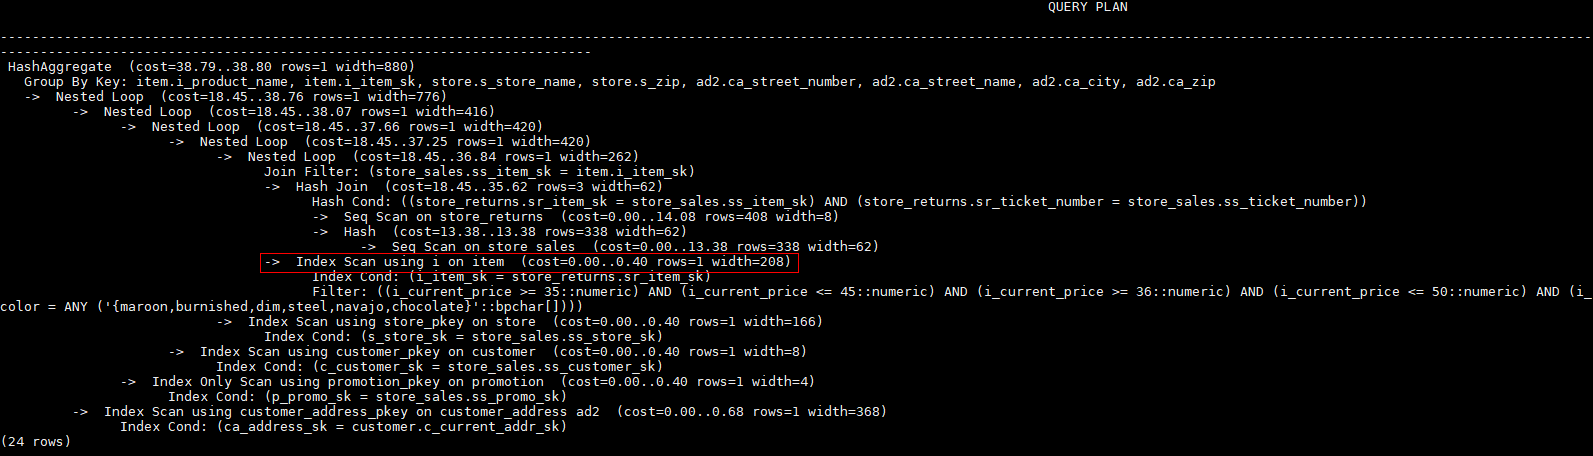 QUERY PLAN
----------------------------------------------------------------------------------------------------------------------------------------------------------------------------------------------------------------
--------------------------------------------------------------------------
HashAggregate  (cost=38.79..38.80 rows=1 width=880)
Group By Key: item.i_product_name, item.i_item_sk, store.s_store_name, store.s_zip, ad2.ca_street_number, ad2.ca_street_name, ad2.ca_city, ad2.ca_zip
->  Nested Loop  (cost=18.45..38.76 rows=1 width=776)
->  Nested Loop  (cost=18.45..38.07 rows=1 width=416)
->  Nested Loop  (cost=18.45..37.66 rows=1 width=420)
->  Nested Loop  (cost=18.45..37.25 rows=1 width=420)
->  Nested Loop  (cost=18.45..36.84 rows=1 width=262)
Join Filter: (store_sales.ss_item_sk = item.i_item_sk)
->  Hash Join  (cost=18.45..35.62 rows=3 width=62)
Hash Cond: ((store_returns.sr_item_sk = store_sales.ss_item_sk) AND (store_returns.sr_ticket_number = store_sales.ss_ticket_number))
->  Seq Scan on store_returns  (cost=0.00..14.08 rows=408 width=8)
->  Hash  (cost=13.38..13.38 rows=338 width=62)
->  Seq Scan on store_sales  (cost=0.00..13.38 rows=338 width=62)
->  Index Scan using i on item  (cost=0.00..0.40 rows=1 width=208)
Index Cond: (i_item_sk = store_returns.sr_item_sk)
Filter: ((i_current_price >= 35::numeric) AND (i_current_price <= 45::numeric) AND (i_current_price >= 36::numeric) AND (i_current_price <= 50::numeric) AND (i_
color = ANY ('{maroon,burnished,dim,steel,navajo,chocolate}'::bpchar[])))
->  Index Scan using store_pkey on store  (cost=0.00..0.40 rows=1 width=166)
Index Cond: (s_store_sk = store_sales.ss_store_sk)
->  Index Scan using customer_pkey on customer  (cost=0.00..0.40 rows=1 width=8)
Index Cond: (c_customer_sk = store_sales.ss_customer_sk)
->  Index Only Scan using promotion_pkey on promotion  (cost=0.00..0.40 rows=1 width=4)
Index Cond: (p_promo_sk = store_sales.ss_promo_sk)
->  Index Scan using customer_address_pkey on customer_address ad2  (cost=0.00..0.68 rows=1 width=368)
Index Cond: (ca_address_sk = customer.c_current_addr_sk)
(24 rows)